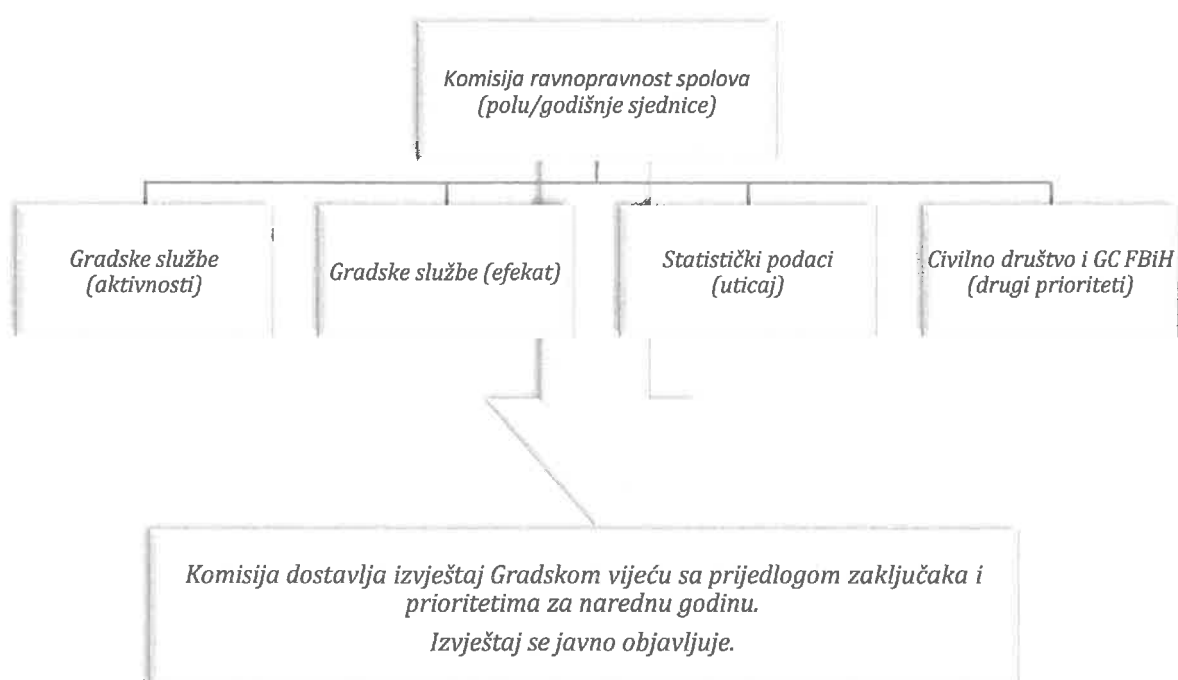 Komisija ravnopravnost spolova
(polu/godišnje sjednice)
Gradske službe
(aktivnosti)
Gradske službe (efekat)
Statistički podaci
(uticaj)
Civilno društvo i GC FBiH
(drugi prioriteti)
Komisija dostavlja izvještaj Gradskom vijeću sa prijedlogom zaključaka i
prioritetima za narednu godinu.
Izvještaj se javno objavljuje.